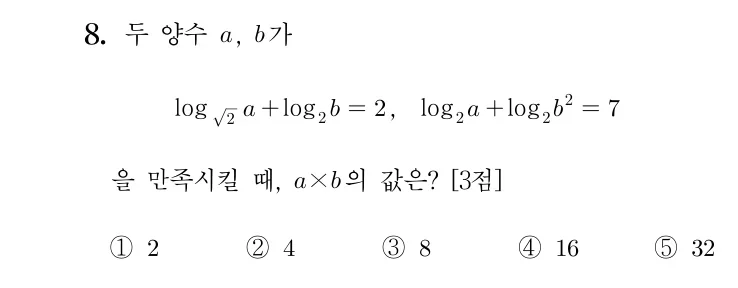 8. 두 양수 a, b가
log_{√2} a + log_2 b = 2, log_2 a + log_2 b^2 = 7
을 만족시킬 때, a×b의 값은? [3점]
① 2 ② 4 ③ 8 ④ 16 ⑤ 32